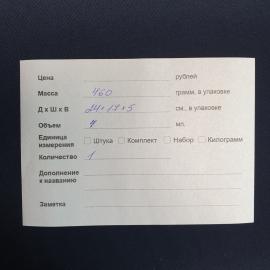 Цена рублей
Масса 460 грамм, в упаковке
Д х Ш х В 24×17×5 см., в упаковке
Объем 4 мл.
Единица
измерения Штука Комплект Набор Килограмм
Количество 1
Дополнение
к названию
Заметка